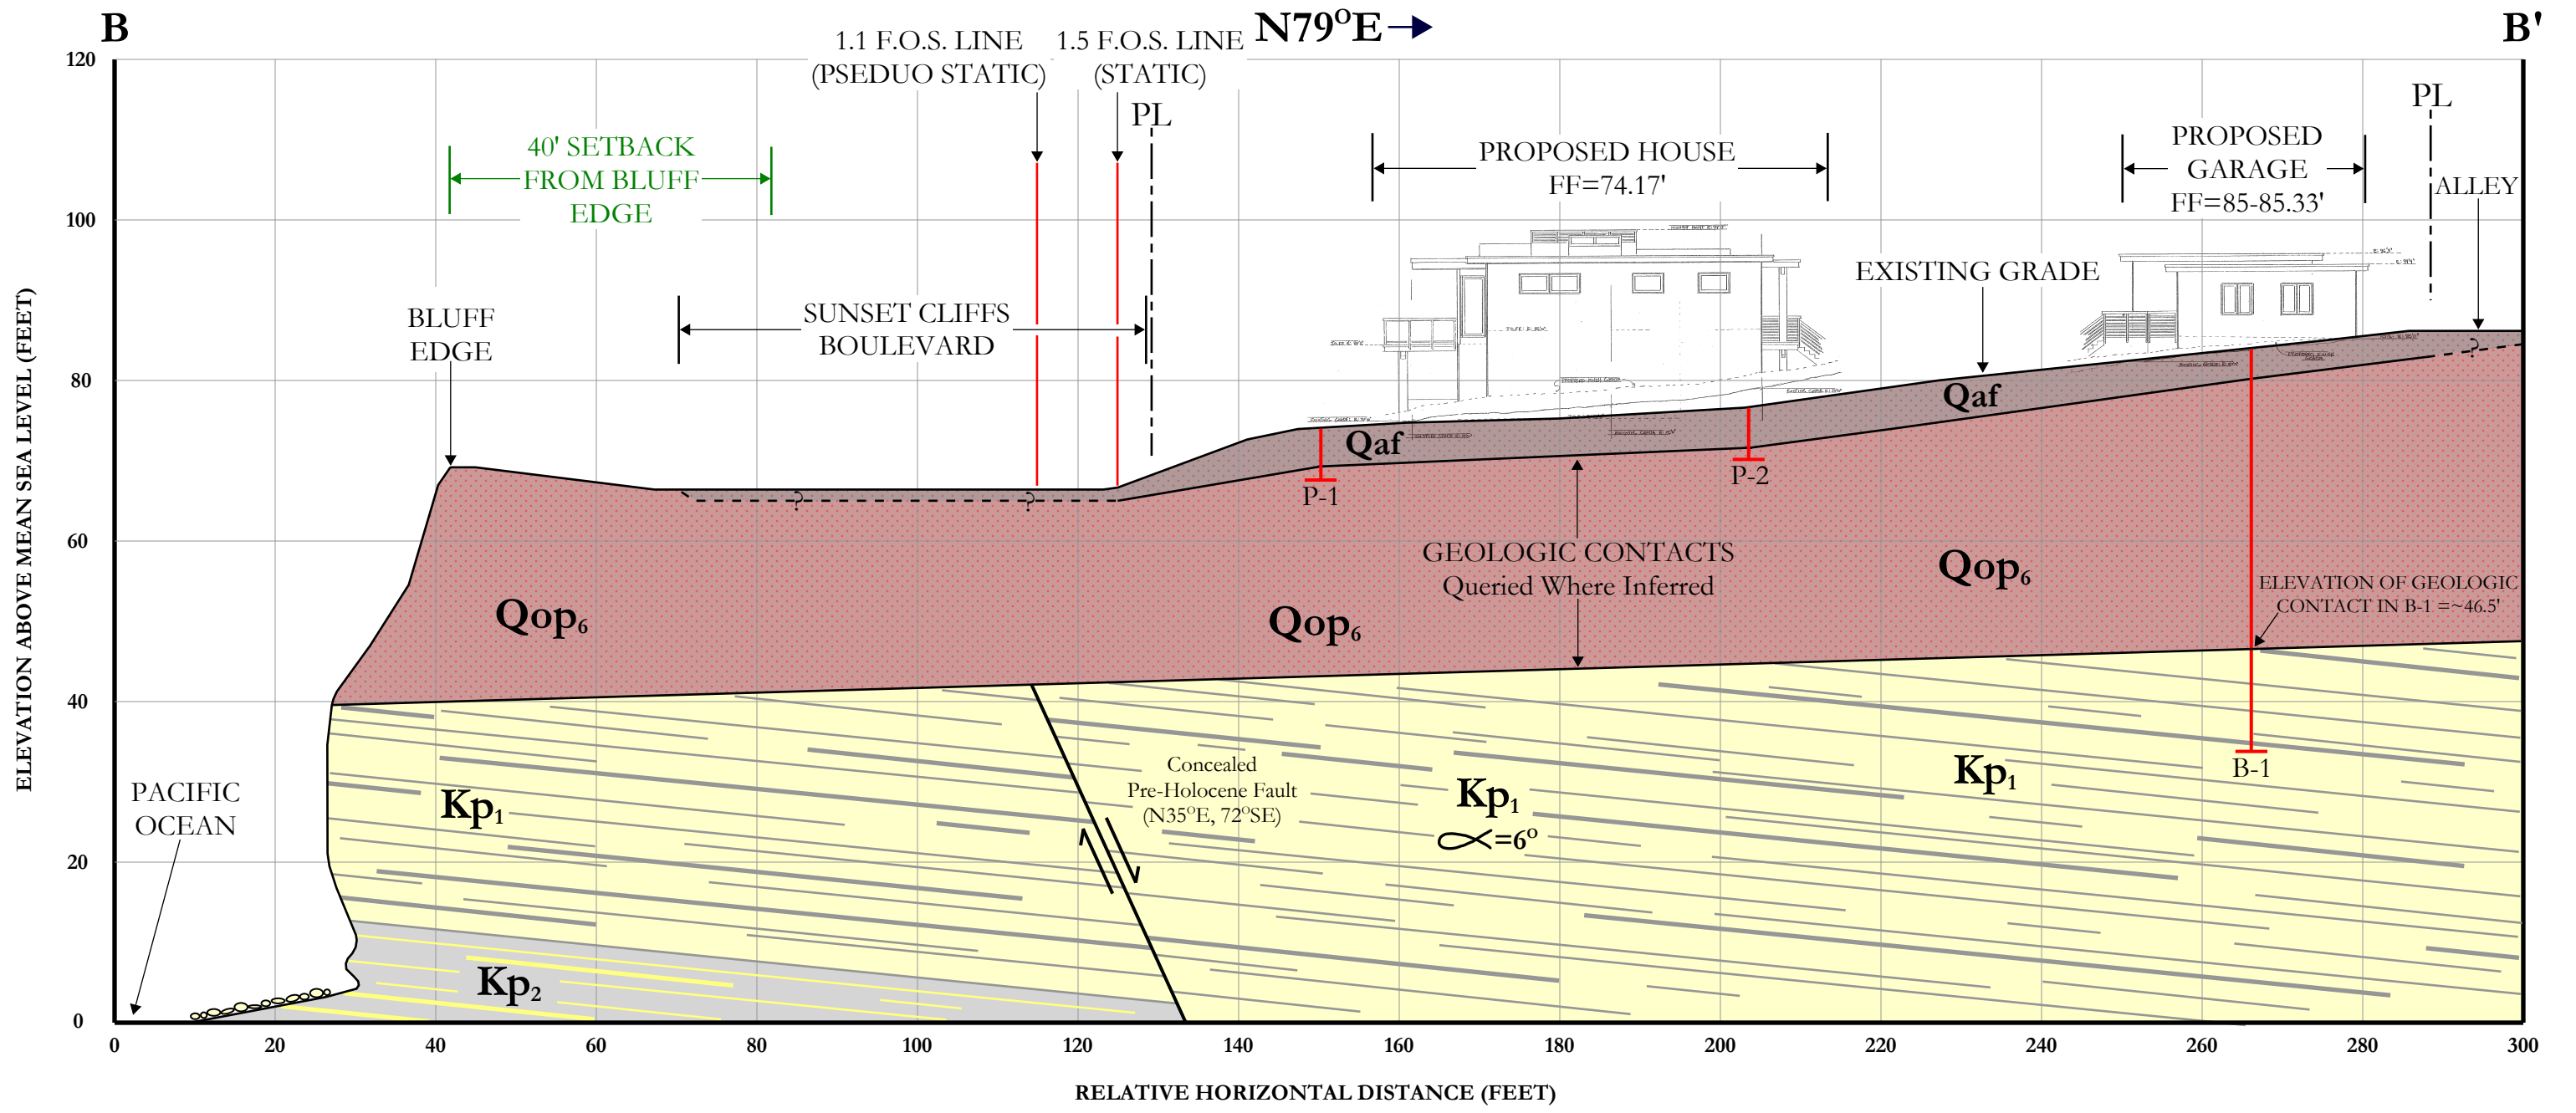 B
N79°E
B'
1.1 F.O.S. LINE
(PSEDUO STATIC)
1.5 F.O.S. LINE
(STATIC)
PL
PL
40' SETBACK
FROM BLUFF
EDGE
PROPOSED HOUSE
FF=74.17'
PROPOSED
GARAGE
FF=85-85.33'
ALLEY
BLUFF
EDGE
SUNSET CLIFFS
BOULEVARD
EXISTING GRADE
Qaf
Qaf
?
?
?
P-1
P-2
GEOLOGIC CONTACTS
Queried Where Inferred
Qop6
Qop6
Qop6
ELEVATION OF GEOLOGIC
CONTACT IN B-1 =~46.5'
PACIFIC
OCEAN
Kp1
Concealed
Pre-Holocene Fault
(N35°E, 72°SE)
Kp1
∝=6°
Kp1
B-1
Kp2
ELEVATION ABOVE MEAN SEA LEVEL (FEET)
120
100
80
60
40
20
0
0 20 40 60 80 100 120 140 160 180 200 220 240 260 280 300
RELATIVE HORIZONTAL DISTANCE (FEET)